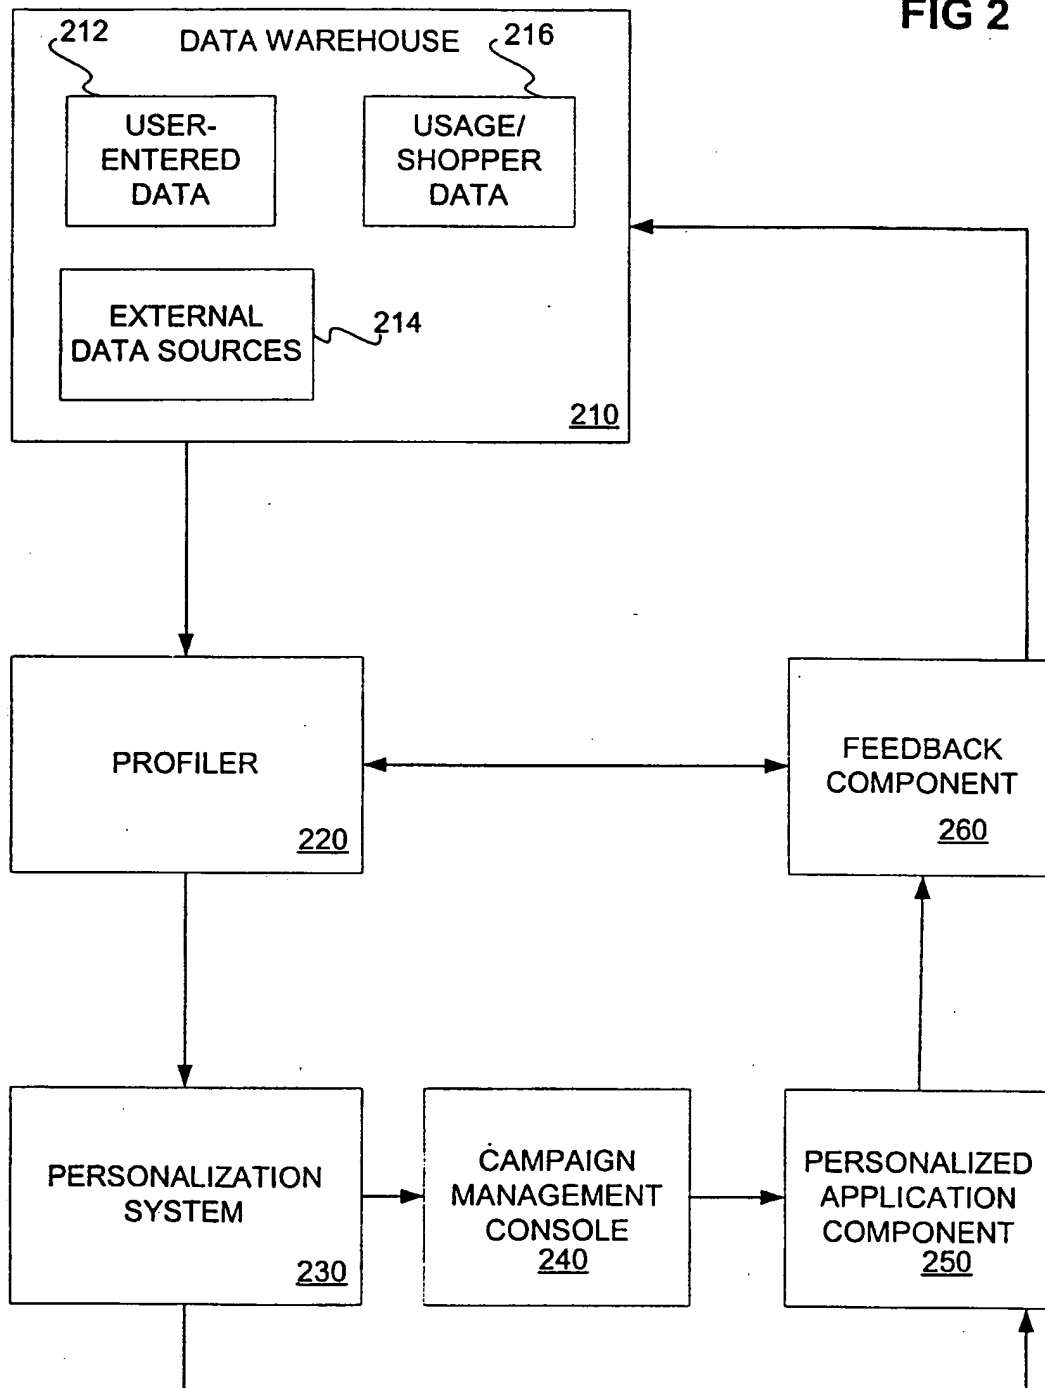 FIG 2
212
DATA WAREHOUSE
216
USER-
ENTERED
DATA
USAGE/
SHOPPER
DATA
EXTERNAL
DATA SOURCES
214
210
PROFILER
220
FEEDBACK
COMPONENT
260
PERSONALIZATION
SYSTEM
230
CAMPAIGN
MANAGEMENT
CONSOLE
240
PERSONALIZED
APPLICATION
COMPONENT
250